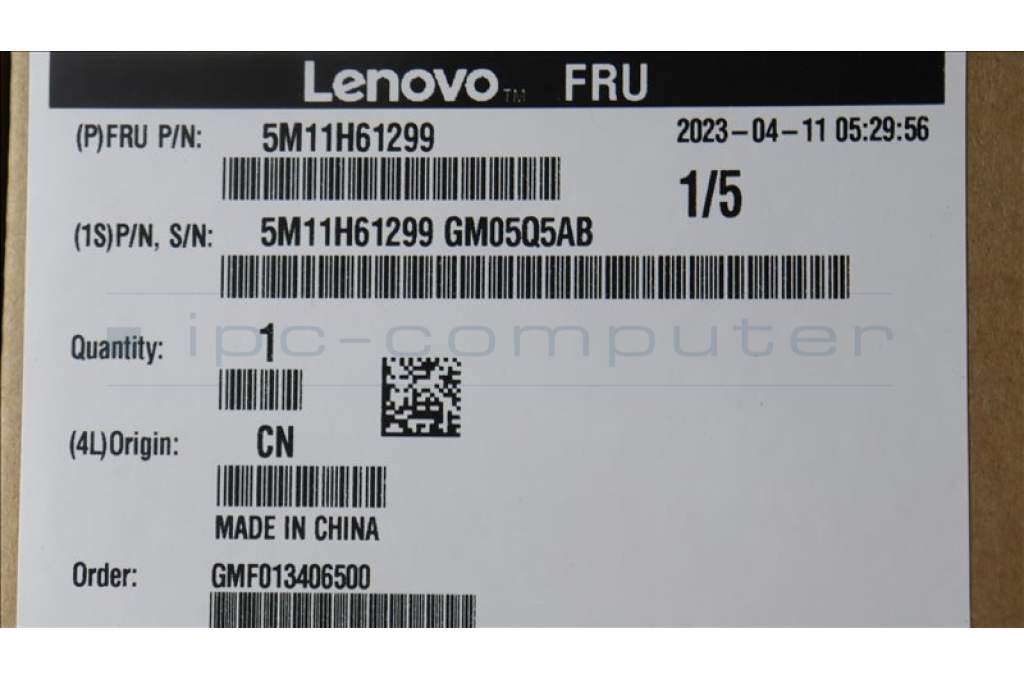 Lenovo™ FRU
(P)FRU P/N: 5M11H61299 2023-04-11 05:29:56
1/5
(1S)P/N, S/N: 5M11H61299 GM05Q5AB
ipc-computer
Quantity: 1
(4L)Origin: CN
MADE IN CHINA
Order: GMF013406500